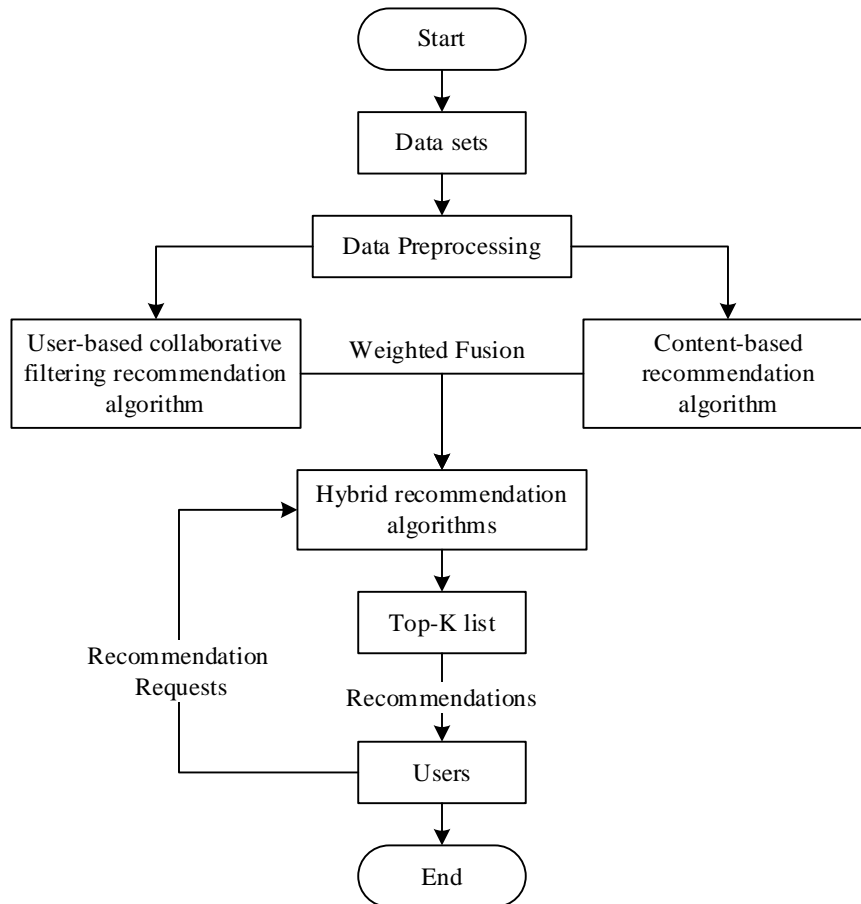 Start
Data sets
Data Preprocessing
User-based collaborative
filtering recommendation
algorithm
Weighted Fusion
Content-based
recommendation
algorithm
Hybrid recommendation
algorithms
Top-K list
Recommendation
Requests
Recommendations
Users
End